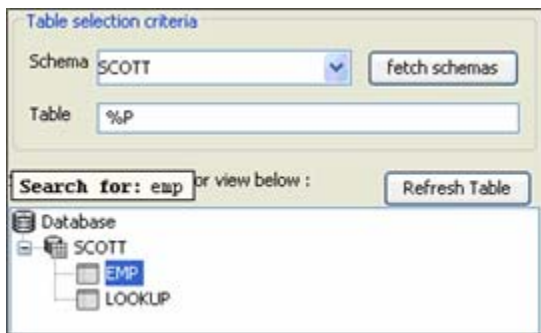 Table selection criteria
Schema SCOTT fetch schemas
Table %P
Search for: emp or view below :
Refresh Table
Database
SCOTT
EMP
LOOKUP